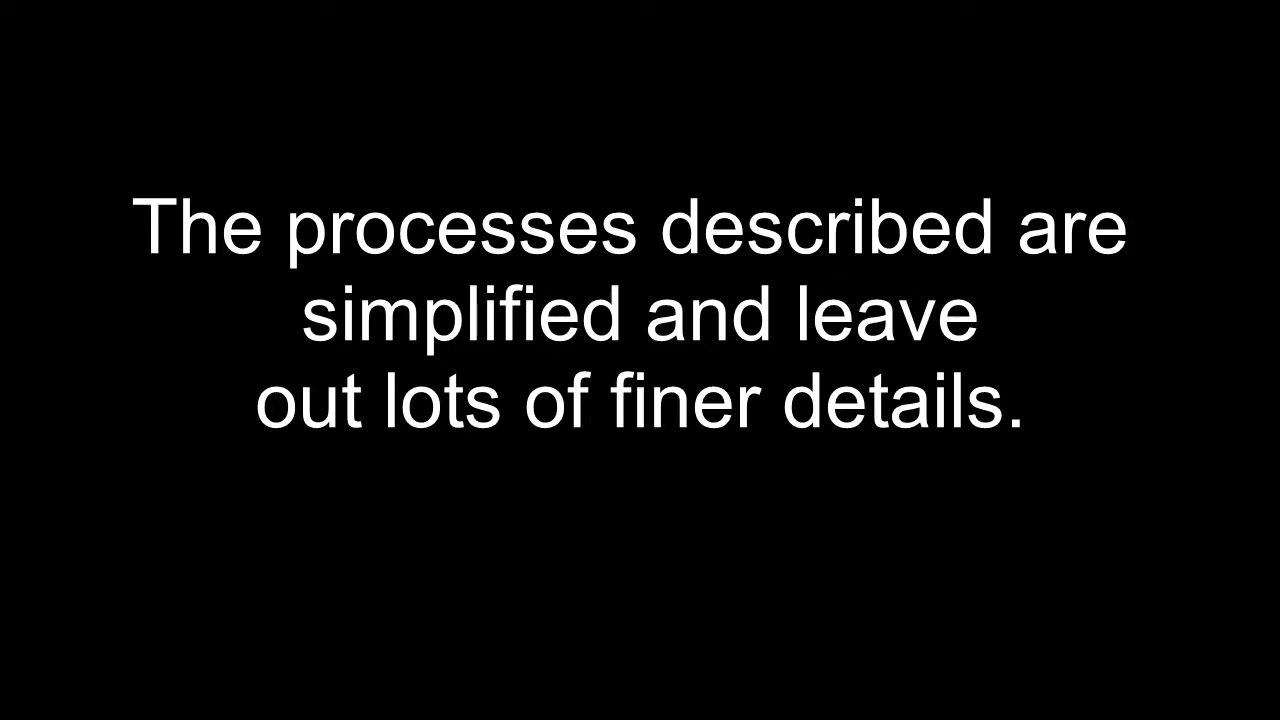 The processes described are
simplified and leave
out lots of finer details.